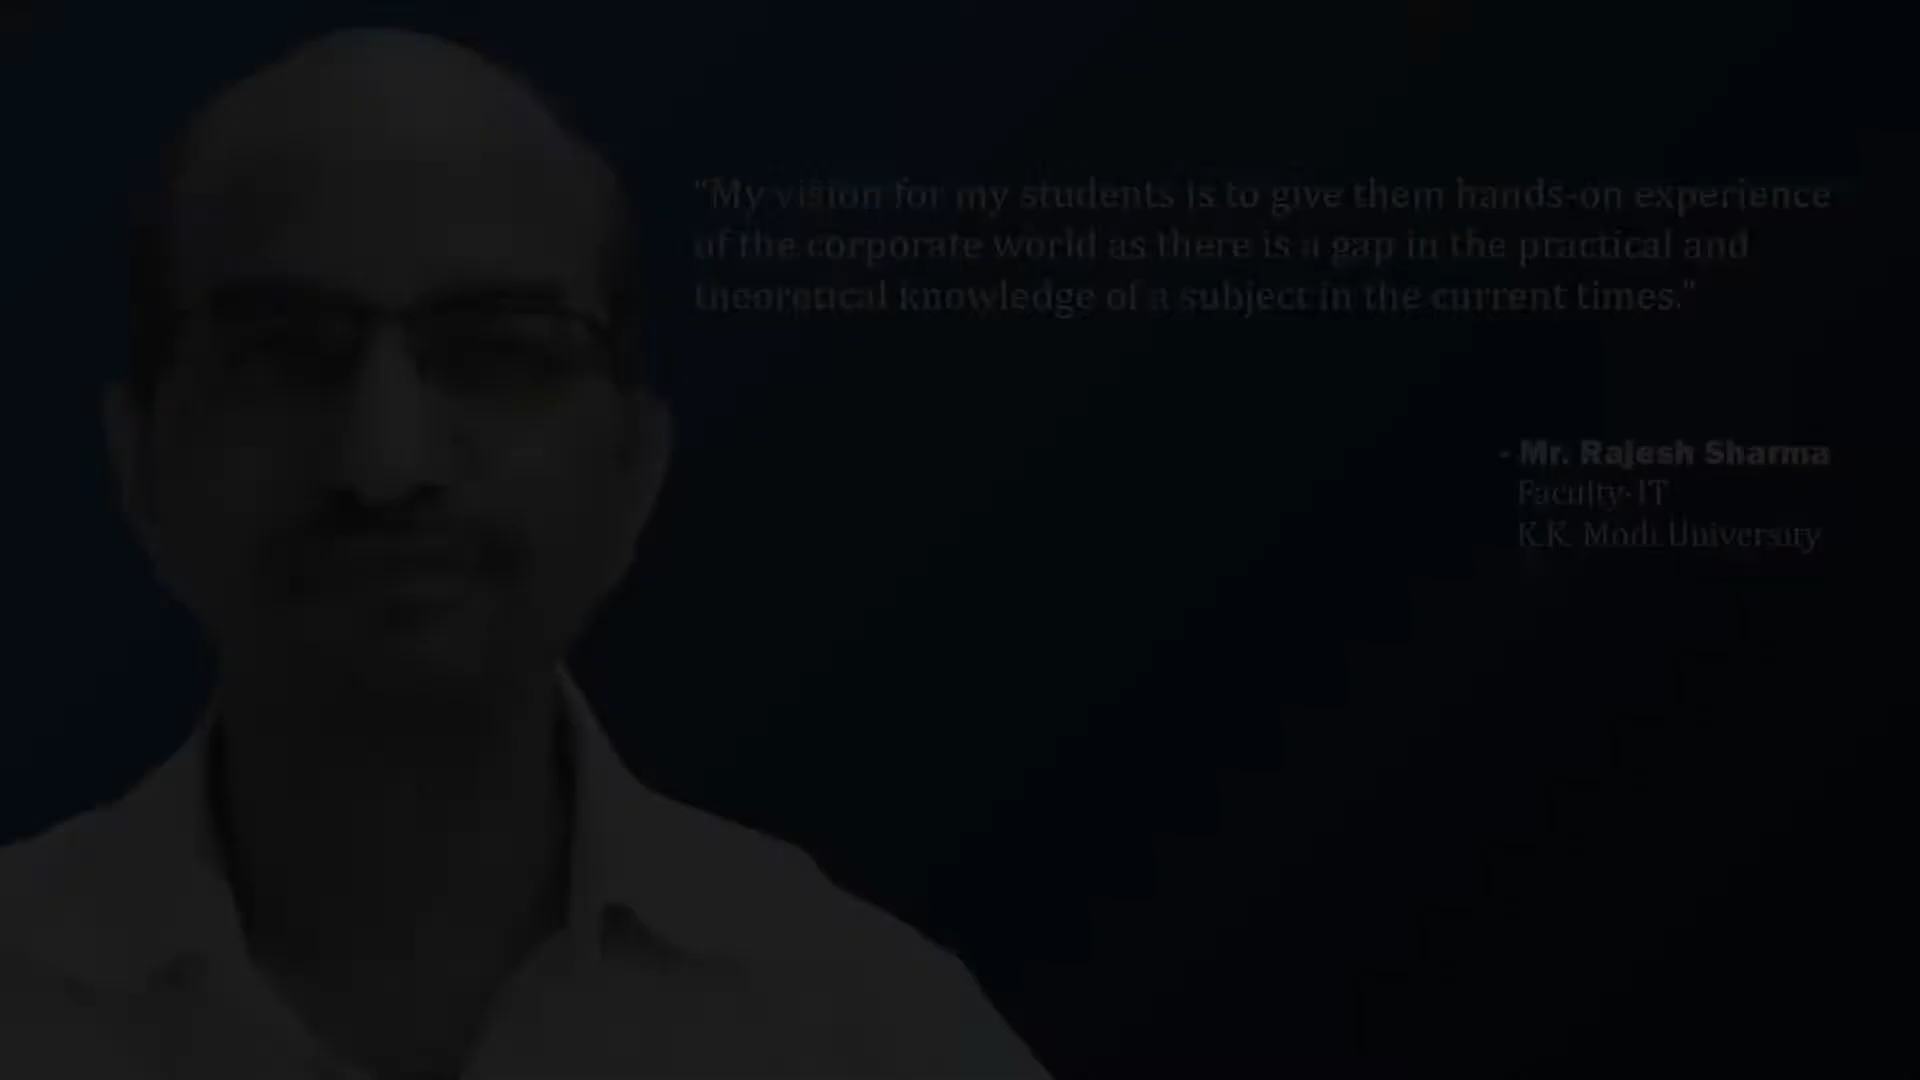 "My vision for my students is to give them hands-on experience
of the corporate world as there is a gap in the practical and
theoretical knowledge of a subject in the current times."
- Mr. Rajesh Sharma
Faculty-IT
K.K. Modi University